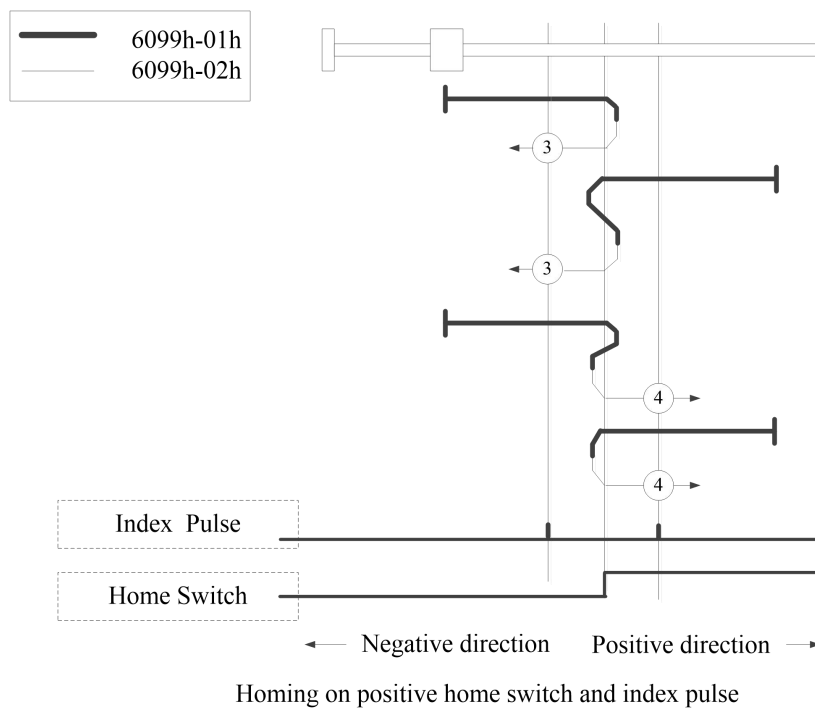 6099h-01h
6099h-02h
3
3
4
4
Index Pulse
Home Switch
Negative direction Positive direction
Homing on positive home switch and index pulse